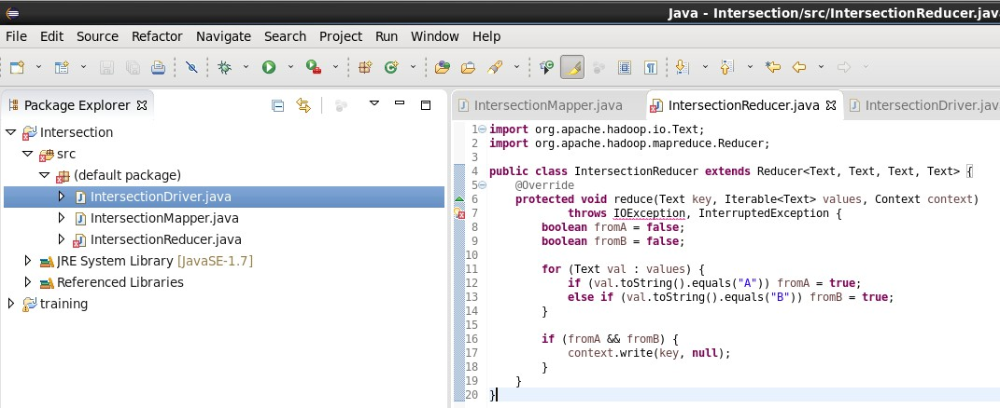 Java - Intersection/src/IntersectionReducer.java
File Edit Source Refactor Navigate Search Project Run Window Help
Package Explorer
Intersection
src
(default package)
IntersectionDriver.java
IntersectionMapper.java
IntersectionReducer.java
JRE System Library [JavaSE-1.7]
Referenced Libraries
training
IntersectionMapper.java IntersectionReducer.java IntersectionDriver.java
1 import org.apache.hadoop.io.Text;
2 import org.apache.hadoop.mapreduce.Reducer;
3
4 public class IntersectionReducer extends Reducer<Text, Text, Text, Text> {
5     @Override
6     protected void reduce(Text key, Iterable<Text> values, Context context)
7             throws IOException, InterruptedException {
8         boolean fromA = false;
9         boolean fromB = false;
10
11         for (Text val : values) {
12             if (val.toString().equals("A")) fromA = true;
13             else if (val.toString().equals("B")) fromB = true;
14         }
15
16         if (fromA && fromB) {
17             context.write(key, null);
18         }
19     }
20 }